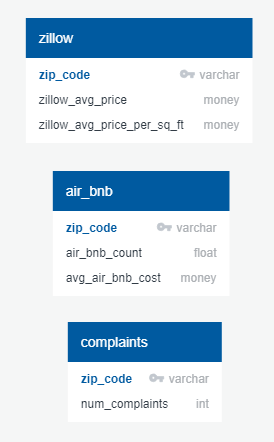 zillow
zip_code varchar
zillow_avg_price money
zillow_avg_price_per_sq_ft money
air_bnb
zip_code varchar
air_bnb_count float
avg_air_bnb_cost money
complaints
zip_code varchar
num_complaints int